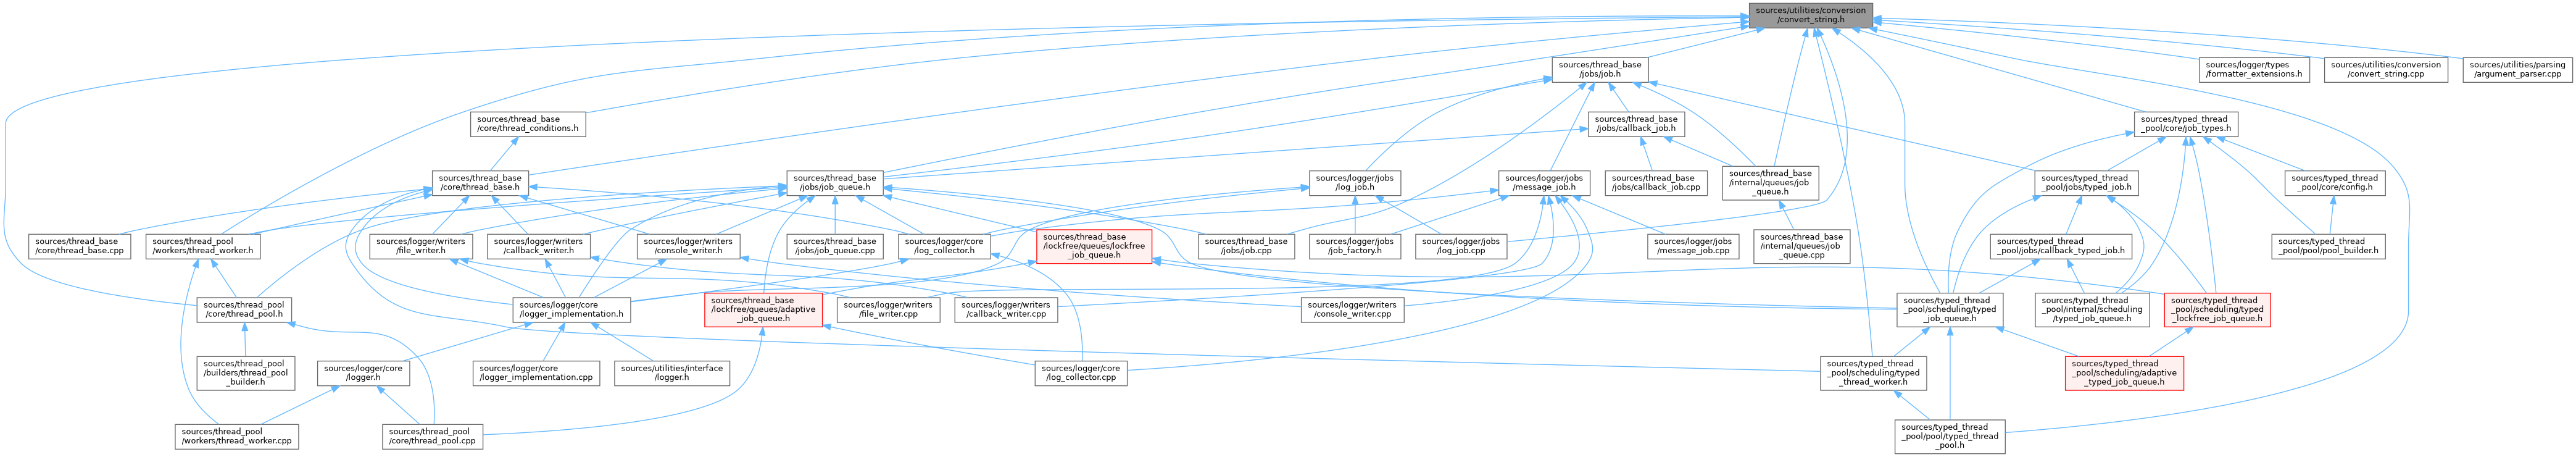 sources/utilities/conversion
/convert_string.h
sources/thread_base
/jobs/job.h
sources/logger/types
/formatter_extensions.h
sources/utilities/conversion
/convert_string.cpp
sources/utilities/parsing
/argument_parser.cpp
sources/thread_base
/core/thread_conditions.h
sources/thread_base
/jobs/callback_job.h
sources/typed_thread
_pool/core/job_types.h
sources/thread_base
/core/thread_base.h
sources/thread_base
/jobs/job_queue.h
sources/logger/jobs
/log_job.h
sources/logger/jobs
/message_job.h
sources/thread_base
/jobs/callback_job.cpp
sources/thread_base
/internal/queues/job
_queue.h
sources/typed_thread
_pool/jobs/typed_job.h
sources/typed_thread
_pool/core/config.h
sources/thread_base
/core/thread_base.cpp
sources/thread_pool
/workers/thread_worker.h
sources/logger/writers
/file_writer.h
sources/logger/writers
/callback_writer.h
sources/logger/writers
/console_writer.h
sources/thread_base
/jobs/job_queue.cpp
sources/logger/core
/log_collector.h
sources/thread_base
/lockfree/queues/lockfree
_job_queue.h
sources/thread_base
/jobs/job.cpp
sources/logger/jobs
/job_factory.h
sources/logger/jobs
/log_job.cpp
sources/logger/jobs
/message_job.cpp
sources/thread_base
/internal/queues/job
_queue.cpp
sources/typed_thread
_pool/jobs/callback_typed_job.h
sources/typed_thread
_pool/pool/pool_builder.h
sources/thread_pool
/core/thread_pool.h
sources/logger/core
/logger_implementation.h
sources/thread_base
/lockfree/queues/adaptive
_job_queue.h
sources/logger/writers
/file_writer.cpp
sources/logger/writers
/callback_writer.cpp
sources/logger/writers
/console_writer.cpp
sources/typed_thread
_pool/scheduling/typed
_job_queue.h
sources/typed_thread
_pool/internal/scheduling
/typed_job_queue.h
sources/typed_thread
_pool/scheduling/typed
_lockfree_job_queue.h
sources/thread_pool
/builders/thread_pool
_builder.h
sources/logger/core
/logger.h
sources/logger/core
/logger_implementation.cpp
sources/utilities/interface
/logger.h
sources/logger/core
/log_collector.cpp
sources/typed_thread
_pool/scheduling/typed
_thread_worker.h
sources/typed_thread
_pool/scheduling/adaptive
_typed_job_queue.h
sources/thread_pool
/workers/thread_worker.cpp
sources/thread_pool
/core/thread_pool.cpp
sources/typed_thread
_pool/pool/typed_thread
_pool.h